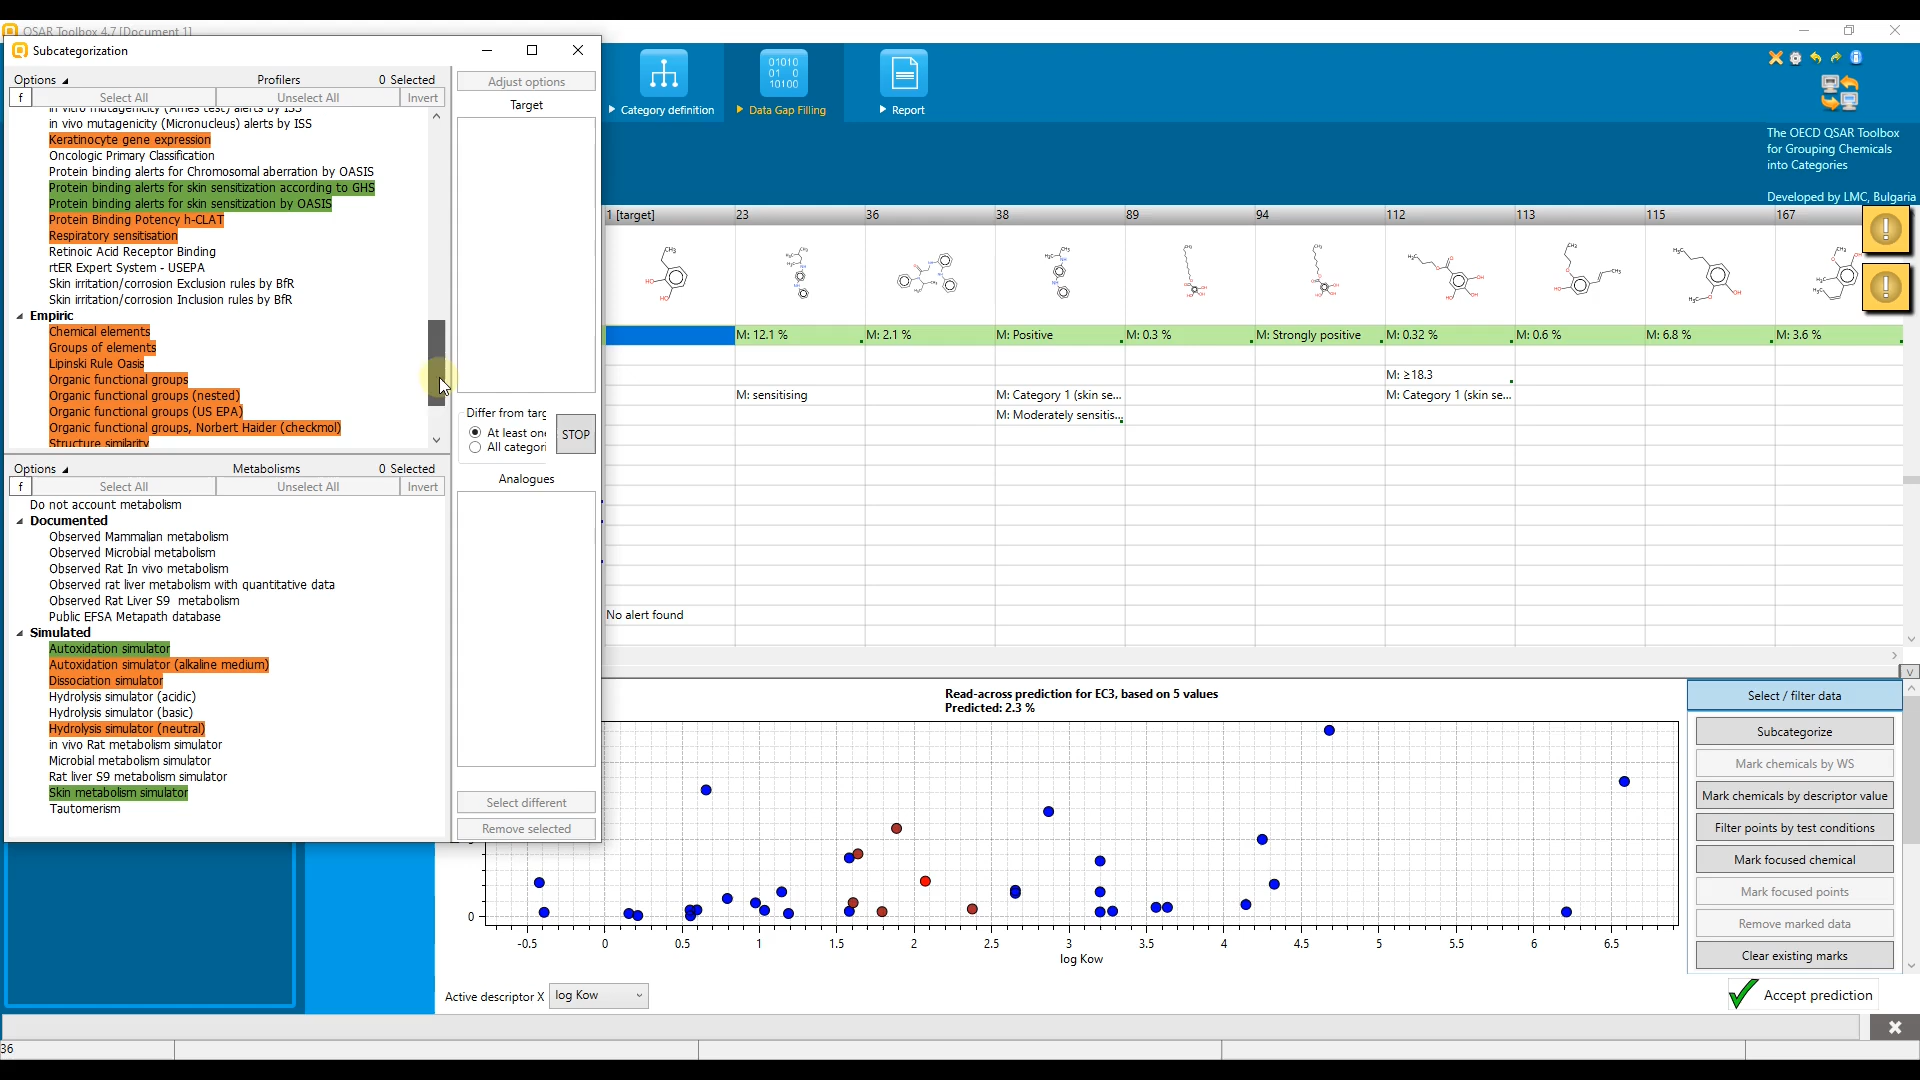 QSAR Toolbox 4.7 [Document 1]
Subcategorization
Options
Profilers
0 Selected
f
Select All
Unselect All
Invert
in vitro mutagenicity (Ames test) alerts by ISS
in vivo mutagenicity (Micronucleus) alerts by ISS
Keratinocyte gene expression
Oncologic Primary Classification
Protein binding alerts for Chromosomal aberration by OASIS
Protein binding alerts for skin sensitization according to GHS
Protein binding alerts for skin sensitization by OASIS
Protein Binding Potency h-CLAT
Respiratory sensitisation
Retinoic Acid Receptor Binding
rtER Expert System - USEPA
Skin irritation/corrosion Exclusion rules by BfR
Skin irritation/corrosion Inclusion rules by BfR
Empiric
Chemical elements
Groups of elements
Lipinski Rule Oasis
Organic functional groups
Organic functional groups (nested)
Organic functional groups (US EPA)
Organic functional groups, Norbert Haider (checkmol)
Structure similarity
Options
Metabolisms
0 Selected
f
Select All
Unselect All
Invert
Do not account metabolism
Documented
Observed Mammalian metabolism
Observed Microbial metabolism
Observed Rat In vivo metabolism
Observed rat liver metabolism with quantitative data
Observed Rat Liver S9 metabolism
Public EFSA Metapath database
Simulated
Autoxidation simulator
Autoxidation simulator (alkaline medium)
Dissociation simulator
Hydrolysis simulator (acidic)
Hydrolysis simulator (basic)
Hydrolysis simulator (neutral)
in vivo Rat metabolism simulator
Microbial metabolism simulator
Rat liver S9 metabolism simulator
Skin metabolism simulator
Tautomerism
Adjust options
Target
Differ from targ
At least on
All categori
STOP
Analogues
Select different
Remove selected
01010
01 0
10100
Category definition
Data Gap Filling
Report
The OECD QSAR Toolbox
for Grouping Chemicals
into Categories
Developed by LMC, Bulgaria
1 [target] 23 36 38 89 94 112 113 115 167
M: 12.1 % M: 2.1 % M: Positive M: 0.3 % M: Strongly positive M: 0.32 % M: 0.6 % M: 6.8 % M: 3.6 %
M: ≥18.3
M: sensitising M: Category 1 (skin se... M: Category 1 (skin se...
M: Moderately sensitis...
No alert found
Read-across prediction for EC3, based on 5 values
Predicted: 2.3 %
0
-0.5 0 0.5 1 1.5 2 2.5 3 3.5 4 4.5 5 5.5 6 6.5
log Kow
Active descriptor X log Kow
Select / filter data
Subcategorize
Mark chemicals by WS
Mark chemicals by descriptor value
Filter points by test conditions
Mark focused chemical
Mark focused points
Remove marked data
Clear existing marks
Accept prediction
36